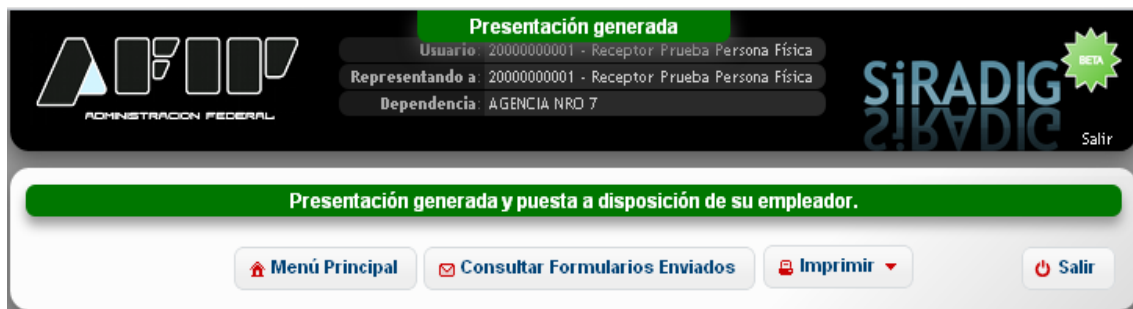 Presentación generada
Usuario: 20000000001 - Receptor Prueba Persona Física
Representando a: 20000000001 - Receptor Prueba Persona Física
Dependencia: AGENCIA NRO 7
AFIP
ADMINISTRACION FEDERAL
SiRADIG
BETA
Salir
Presentación generada y puesta a disposición de su empleador.
Menú Principal Consultar Formularios Enviados Imprimir Salir